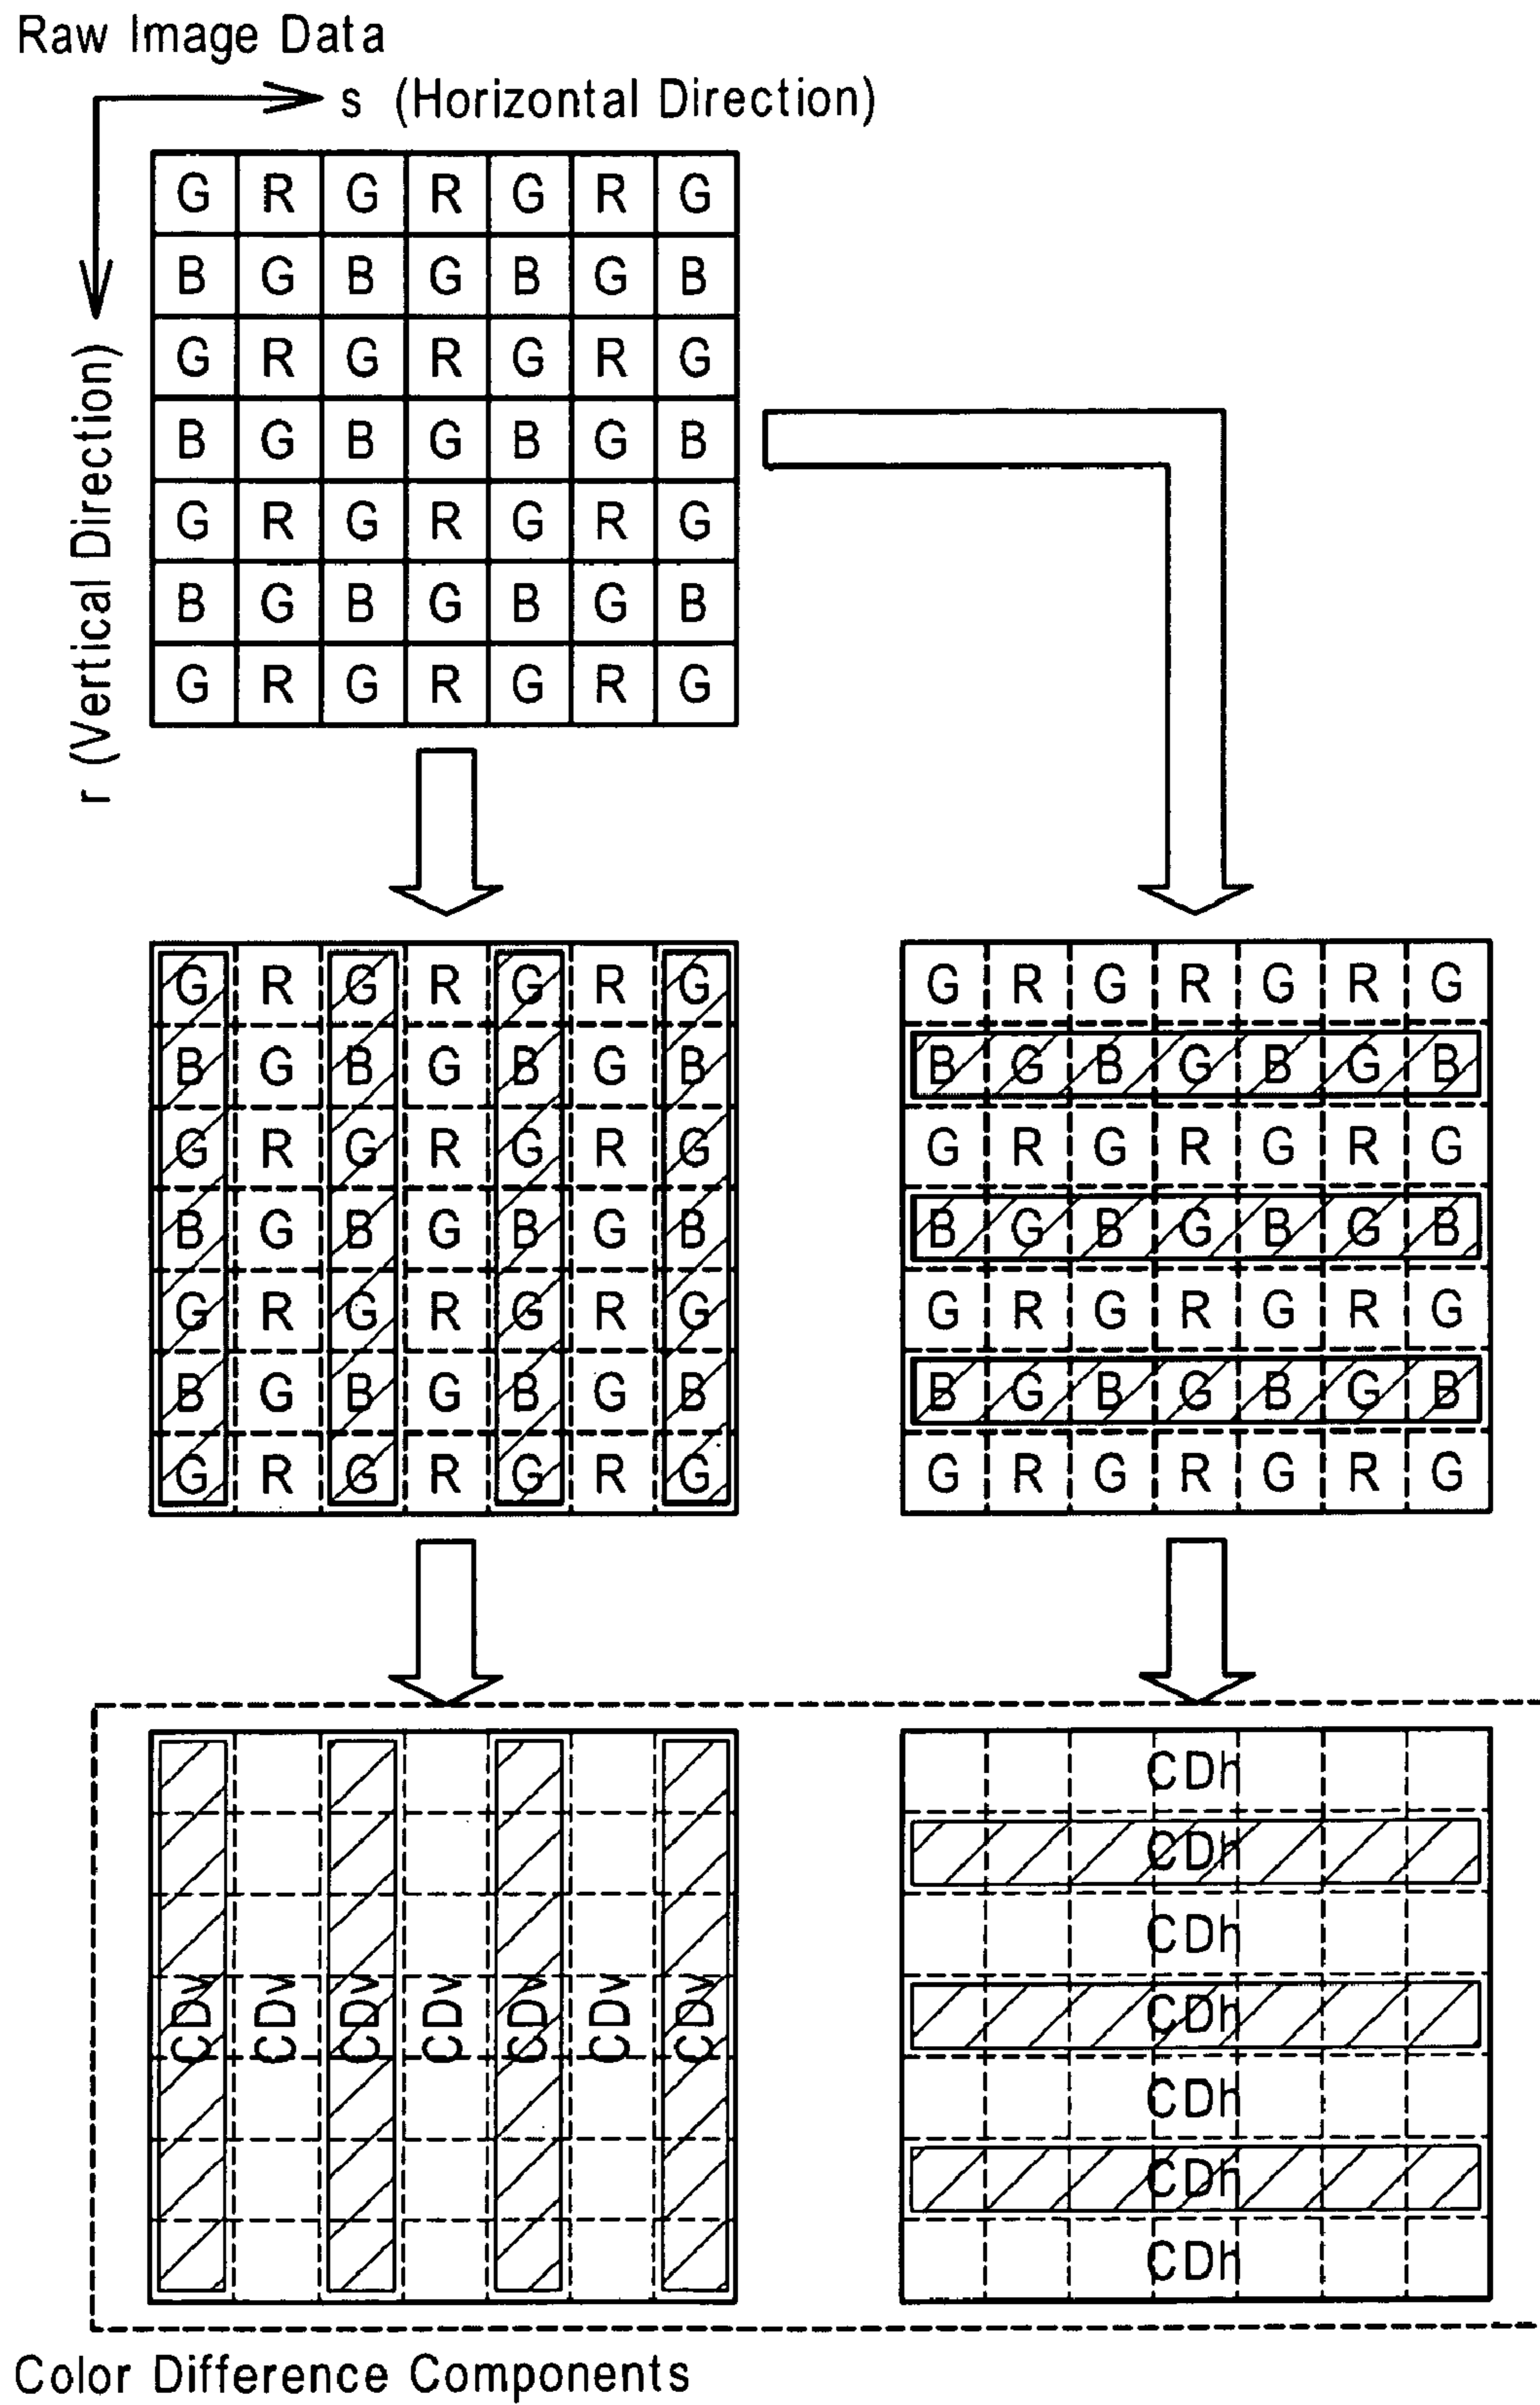 Raw Image Data
s (Horizontal Direction)
r (Vertical Direction)
G R G R G R G
B G B G B G B
G R G R G R G
B G B G B G B
G R G R G R G
B G B G B G B
G R G R G R G
G R G R G R G
B G B G B G B
G R G R G R G
B G B G B G B
G R G R G R G
B G B G B G B
G R G R G R G
G R G R G R G
B G B G B G B
G R G R G R G
B G B G B G B
G R G R G R G
B G B G B G B
G R G R G R G
CDv CDv CDv CDv CDv CDv CDv
CDh
CDh
CDh
CDh
CDh
CDh
CDh
Color Difference Components